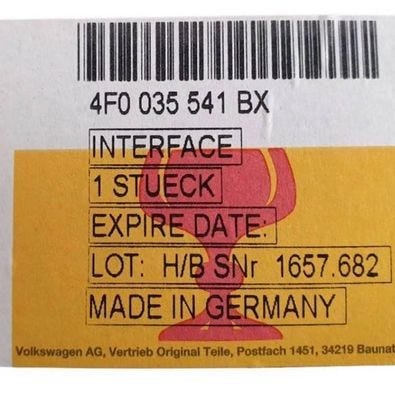 4F0 035 541 BX
INTERFACE
1 STUECK
EXPIRE DATE:
LOT: H/B SNr 1657.682
MADE IN GERMANY
Volkswagen AG, Vertrieb Original Teile, Postfach 1451, 34219 Baunat